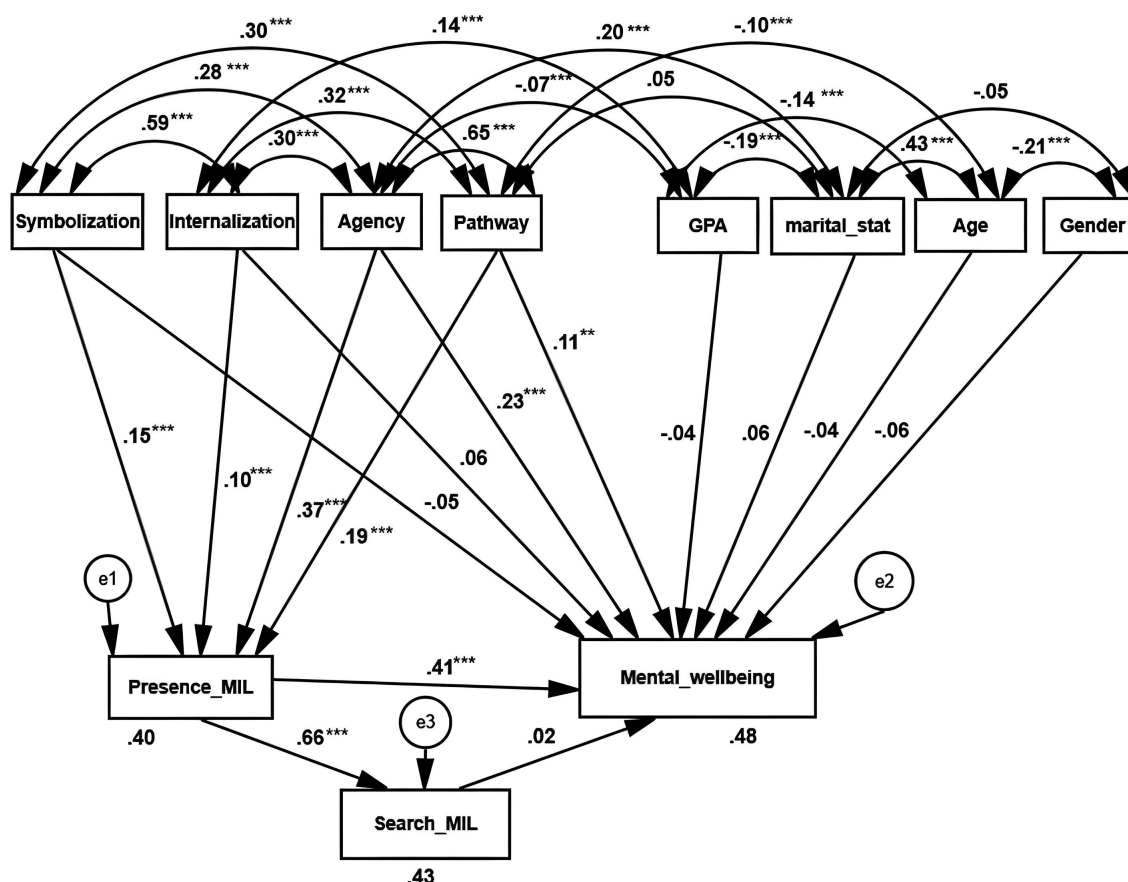 .30***
.14***
.20***
-.10***
.28***
.32***
-.07***
.05
-.14***
-.05
.59***
.30***
.65***
-.19***
.43***
-.21***
Symbolization
Internalization
Agency
Pathway
GPA
marital_stat
Age
Gender
.11**
.23***
.15***
.06
-.04
.06
-.04
-.06
.10***
-.05
.37***
.19***
e1
e2
Presence_MIL
.41***
Mental_wellbeing
e3
.40
.66***
.02
.48
Search_MIL
.43